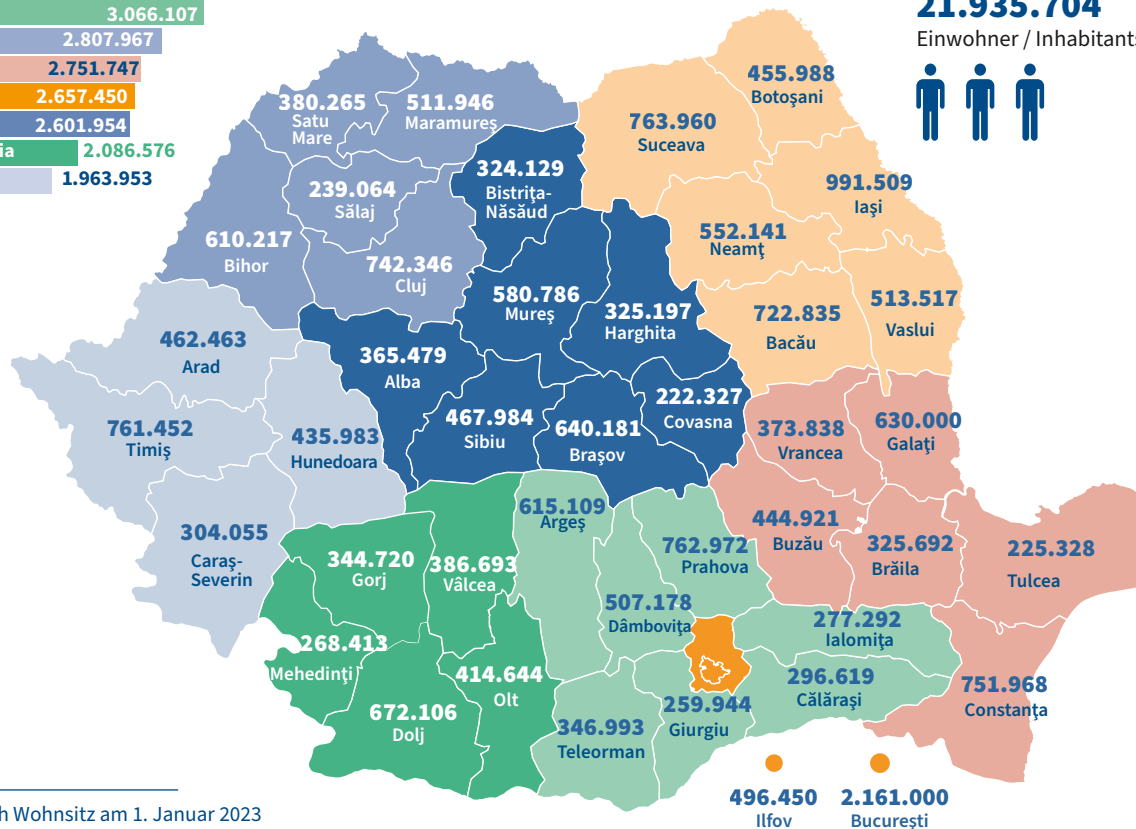 3.066.107
2.807.967
2.751.747
2.657.450
2.601.954
ia 2.086.576
1.963.953
21.935.704
Einwohner / Inhabitants
455.988
Botoşani
380.265
Satu
Mare
511.946
Maramureş
763.960
Suceava
324.129
Bistriţa-
Năsăud
239.064
Sălaj
991.509
Iaşi
552.141
Neamţ
610.217
Bihor
742.346
Cluj
580.786
Mureş
325.197
Harghita
722.835
Bacău
513.517
Vaslui
462.463
Arad
365.479
Alba
467.984
Sibiu
640.181
Braşov
222.327
Covasna
761.452
Timiş
435.983
Hunedoara
373.838
Vrancea
630.000
Galaţi
304.055
Caraş-
Severin
344.720
Gorj
386.693
Vâlcea
615.109
Argeş
762.972
Prahova
444.921
Buzău
325.692
Brăila
225.328
Tulcea
507.178
Dâmboviţa
277.292
Ialomiţa
268.413
Mehedinţi
414.644
Olt
296.619
Călăraşi
751.968
Constanţa
672.106
Dolj
346.993
Teleorman
259.944
Giurgiu
496.450
Ilfov
2.161.000
Bucureşti
h Wohnsitz am 1. Januar 2023